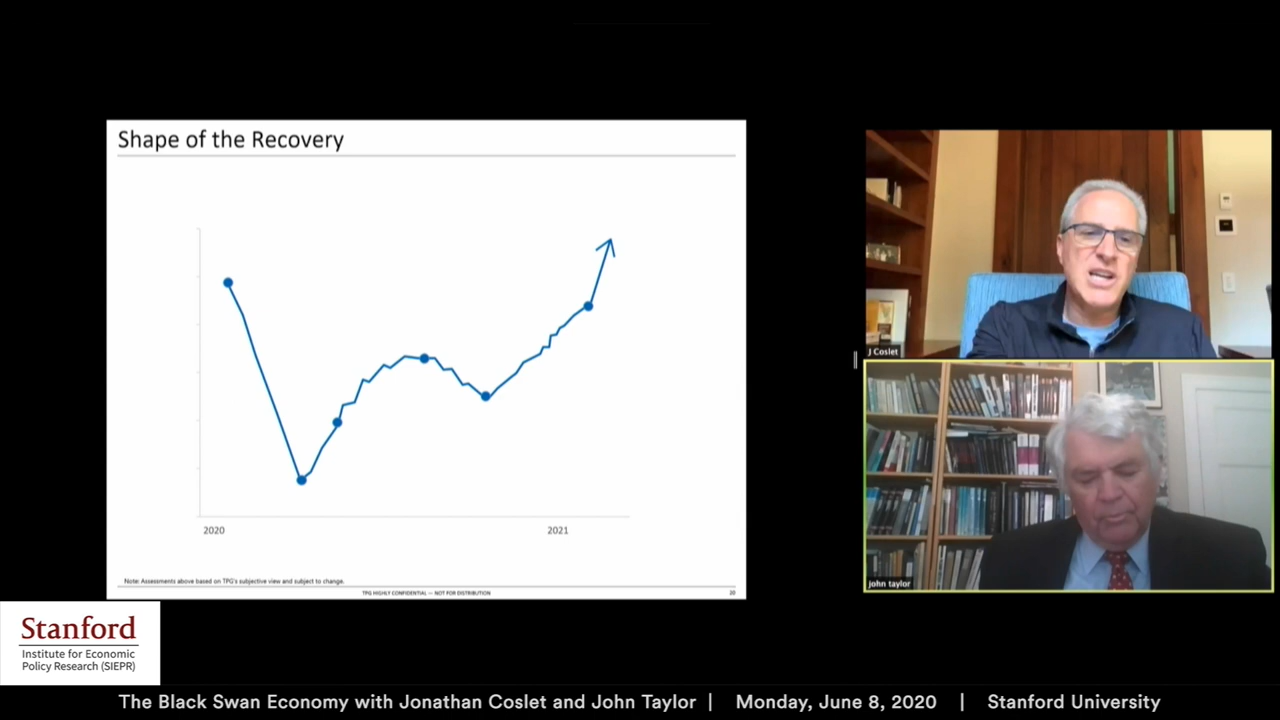 Shape of the Recovery
2020
2021
Note: Assessments above based on TPG's subjective view and subject to change.
TPG HIGHLY CONFIDENTIAL — NOT FOR DISTRIBUTION
20
J Coslet
john taylor
Stanford
Institute for Economic
Policy Research (SIEPR)
The Black Swan Economy with Jonathan Coslet and John Taylor | Monday, June 8, 2020 | Stanford University